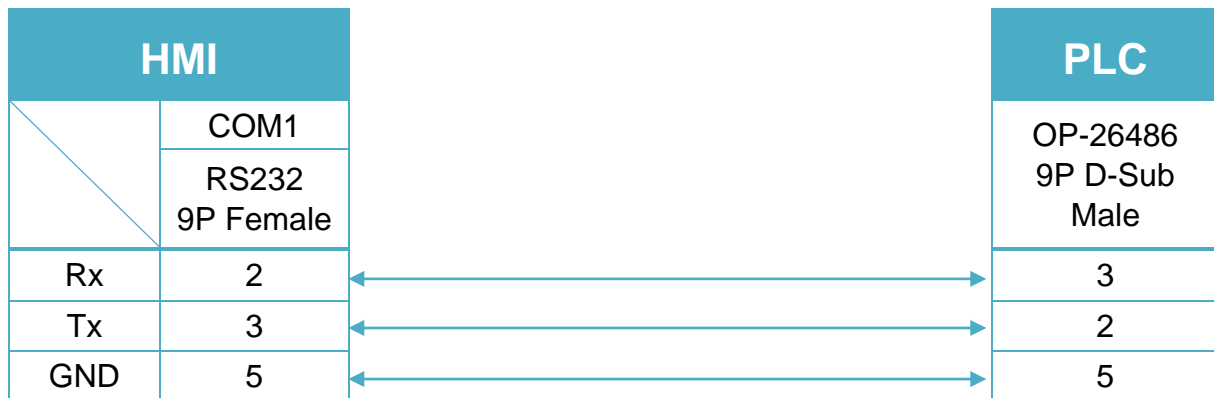 HMI
PLC
COM1
RS232
9P Female
OP-26486
9P D-Sub
Male
Rx 2 3
Tx 3 2
GND 5 5